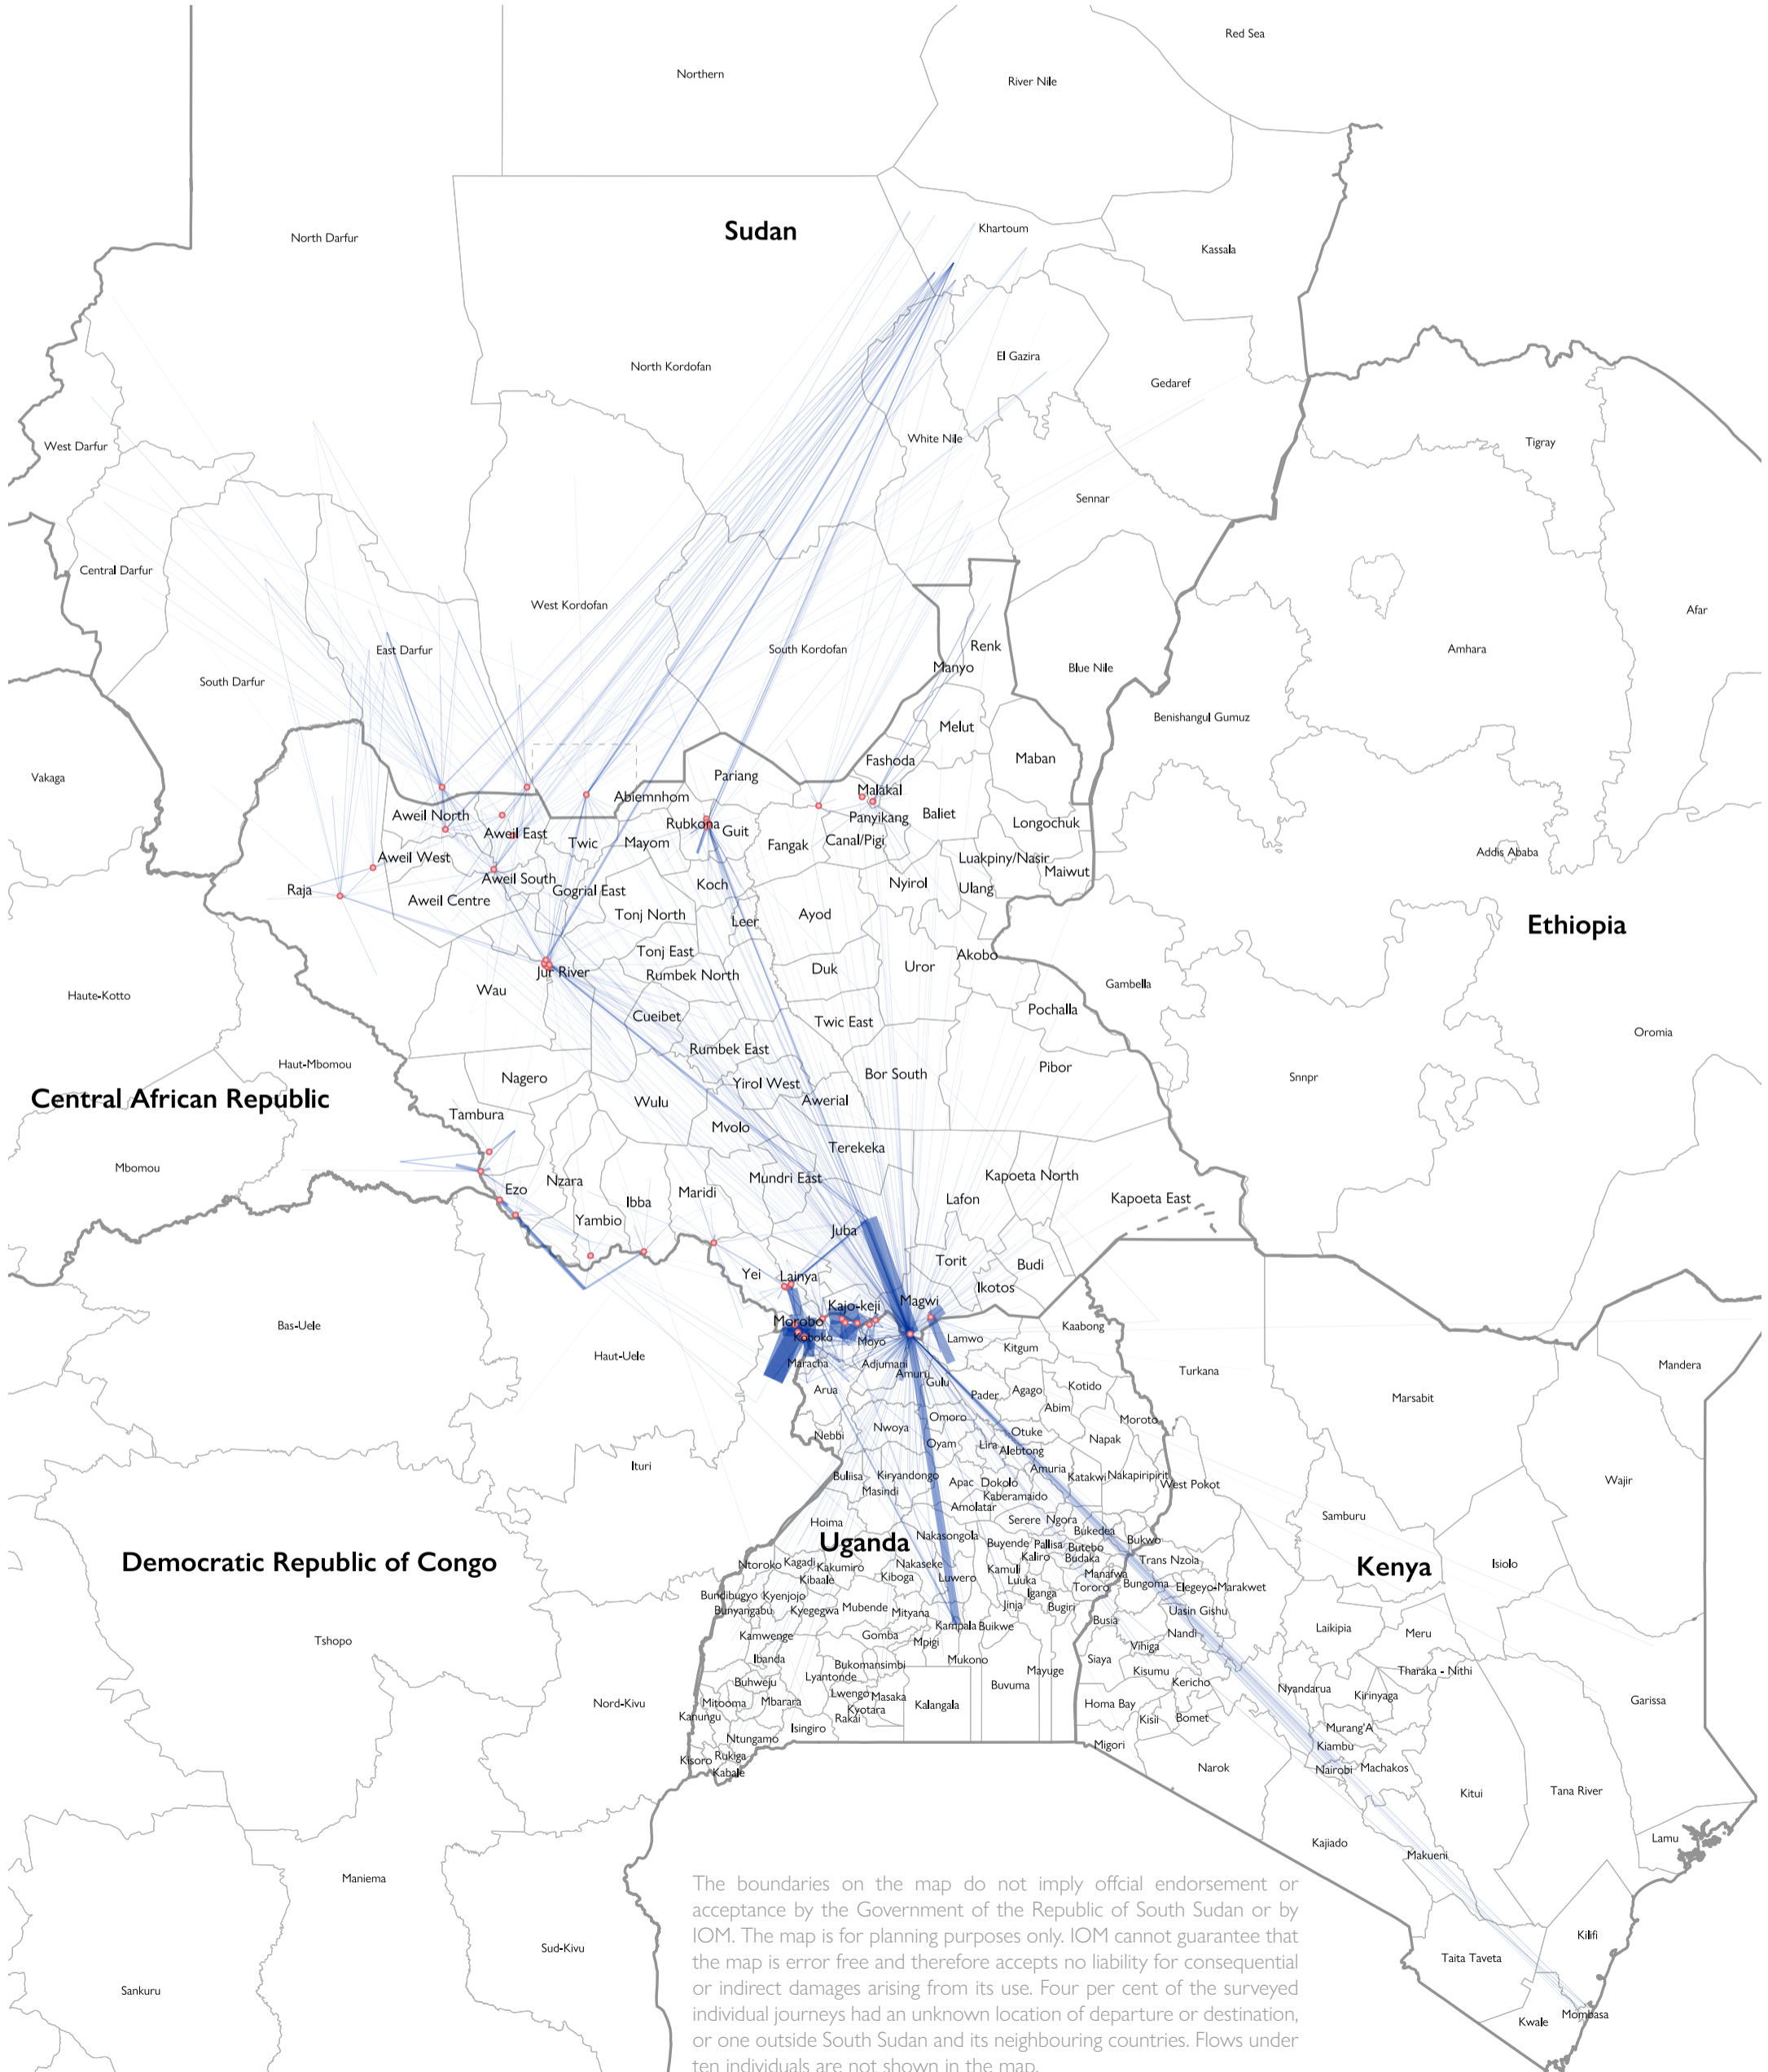 Red Sea
Northern
River Nile
Sudan
Khartoum
North Darfur
Kassala
El Gazira
North Kordofan
Gedaref
White Nile
West Darfur
Tigray
Sennar
Central Darfur
West Kordofan
Afar
Renk
East Darfur
South Kordofan
Amhara
Manyo
Blue Nile
South Darfur
Benishangul Gumuz
Melut
Maban
Fashoda
Vakaga
Pariang
Malakal
Abiemnhom
Aweil North
Baliet
Panyikang
Rubkona
Longochuk
Aweil East
Guit
Twic
Mayom
Fangak
Canal/Pigi
Addis Ababa
Aweil West
Luakpiny/Nasir
Maiwut
Aweil South
Raja
Gogrial East
Koch
Nyirol
Ulang
Aweil Centre
Tonj North
Leer
Ayod
Ethiopia
Tonj East
Akobo
Jur River
Rumbek North
Duk
Uror
Gambella
Wau
Haute-Kotto
Pochalla
Cueibet
Twic East
Oromia
Rumbek East
Haut-Mbomou
Pibor
Nagero
Bor South
Snnpr
Yirol West
Central African Republic
Wulu
Awerial
Tambura
Mvolo
Terekeka
Mbomou
Kapoeta North
Mundri East
Nzara
Ezo
Maridi
Lafon
Kapoeta East
Ibba
Yambio
Juba
Torit
Budi
Yei
Lainya
Ikotos
Magwi
Kajo-keji
Morobo
Bas-Uele
Kaabong
Koboko
Moyo
Lamwo
Kitgum
Haut-Uele
Maracha
Adjumani
Mandera
Turkana
Amuru
Gulu
Arua
Pader
Agago
Kotido
Marsabit
Abim
Omoro
Moroto
Nwoya
Nebbi
Otuke
Napak
Oyam
Lira
Alebtong
Ituri
Amuria
Buliisa
Kiryandongo
Apac
Dokolo
Katakwi
Nakapiripirit
Wajir
West Pokot
Masindi
Kaberamaido
Amolatar
Samburu
Hoima
Serere
Ngora
Bukedea
Uganda
Nakasongola
Bukwo
Buyende
Pallisa
Butebo
Democratic Republic of Congo
Kaliro
Budaka
Trans Nzoia
Kenya
Isiolo
Ntoroko
Kagadi
Kakumiro
Nakaseke
Kamuli
Manafwa
Kibaale
Kiboga
Luwero
Luuka
Tororo
Bungoma
Elegeyo-Marakwet
Bundibugyo
Kyenjojo
Iganga
Bunyangabu
Kyegegwa
Mubende
Mityana
Jinja
Bugiri
Uasin Gishu
Busia
Kampala
Buikwe
Laikipia
Meru
Kamwenge
Gomba
Nandi
Tshopo
Mpigi
Vihiga
Ibanda
Mukono
Siaya
Bukomansimbi
Mayuge
Kisumu
Tharaka - Nithi
Buhweju
Lyantonde
Buvuma
Kericho
Nyandarua
Kirinyaga
Lwengo
Masaka
Garissa
Nord-Kivu
Mitooma
Mbarara
Kalangala
Homa Bay
Kyotara
Kanungu
Rakai
Kisii
Bomet
Isingiro
Murang'A
Ntungamo
Migori
Kiambu
Kisoro
Rukiga
Narok
Nairobi
Machakos
Kabale
Kitui
Tana River
Kajiado
Lamu
Makueni
Maniema
The boundaries on the map do not imply offcial endorsement or
acceptance by the Government of the Republic of South Sudan or by
IOM. The map is for planning purposes only. IOM cannot guarantee that
the map is error free and therefore accepts no liability for consequential
or indirect damages arising from its use. Four per cent of the surveyed
individual journeys had an unknown location of departure or destination,
or one outside South Sudan and its neighbouring countries. Flows under
ten individuals are not shown in the map.
Kilifi
Sud-Kivu
Taita Taveta
Sankuru
Mombasa
Kwale